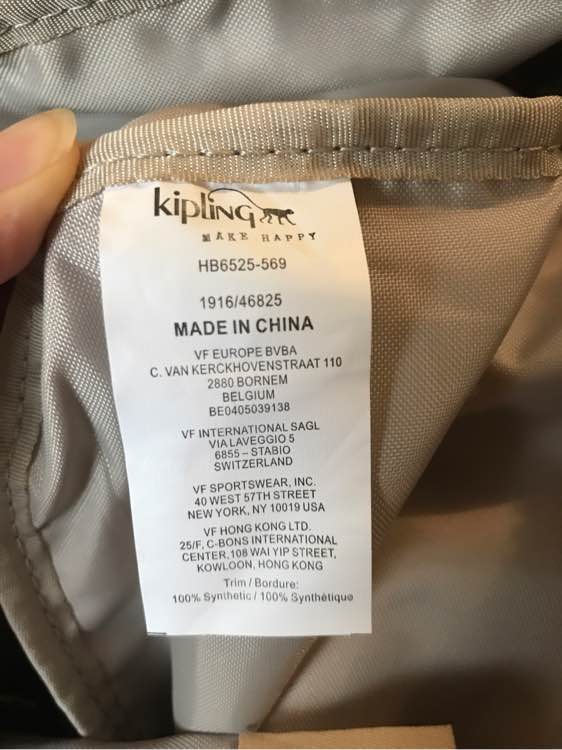 kipling
MAKE HAPPY
HB6525-569
1916/46825
MADE IN CHINA
VF EUROPE BVBA
C. VAN KERCKHOVENSTRAAT 110
2880 BORNEM
BELGIUM
BE0405039138
VF INTERNATIONAL SAGL
VIA LAVEGGIO 5
6855 – STABIO
SWITZERLAND
VF SPORTSWEAR, INC.
40 WEST 57TH STREET
NEW YORK, NY 10019 USA
VF HONG KONG LTD.
25/F, C-BONS INTERNATIONAL
CENTER, 108 WAI YIP STREET,
KOWLOON, HONG KONG
Trim / Bordure:
100% Synthetic / 100% Synthétique